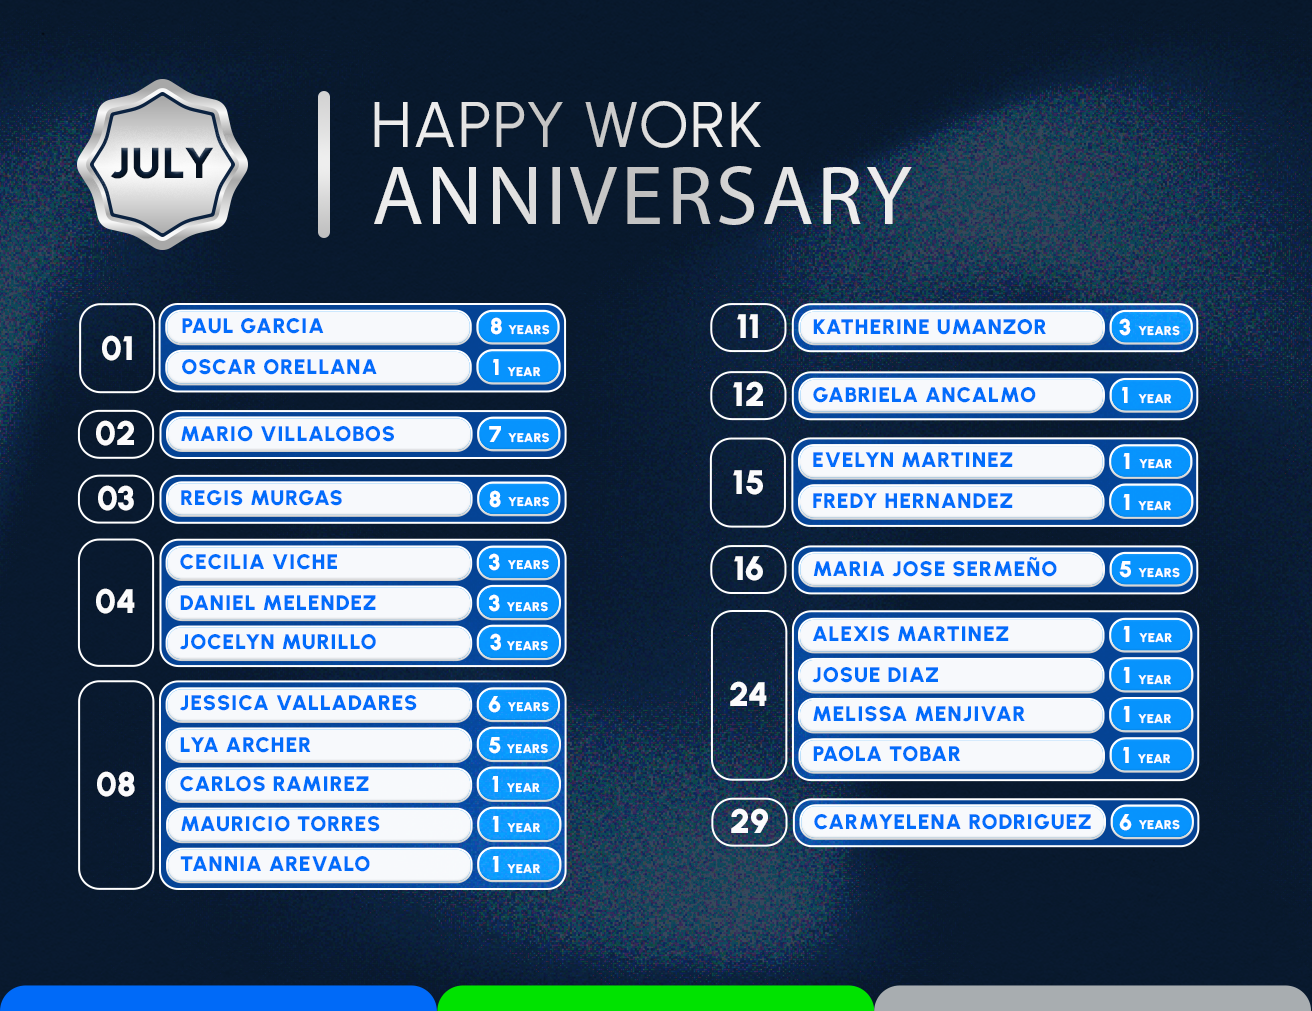 JULY
HAPPY WORK
ANNIVERSARY
01
PAUL GARCIA 8 YEARS
OSCAR ORELLANA 1 YEAR
02
MARIO VILLALOBOS 7 YEARS
03
REGIS MURGAS 8 YEARS
04
CECILIA VICHE 3 YEARS
DANIEL MELENDEZ 3 YEARS
JOCELYN MURILLO 3 YEARS
08
JESSICA VALLADARES 6 YEARS
LYA ARCHER 5 YEARS
CARLOS RAMIREZ 1 YEAR
MAURICIO TORRES 1 YEAR
TANNIA AREVALO 1 YEAR
11
KATHERINE UMANZOR 3 YEARS
12
GABRIELA ANCALMO 1 YEAR
15
EVELYN MARTINEZ 1 YEAR
FREDY HERNANDEZ 1 YEAR
16
MARIA JOSE SERMEÑO 5 YEARS
24
ALEXIS MARTINEZ 1 YEAR
JOSUE DIAZ 1 YEAR
MELISSA MENJIVAR 1 YEAR
PAOLA TOBAR 1 YEAR
29
CARMYELENA RODRIGUEZ 6 YEARS